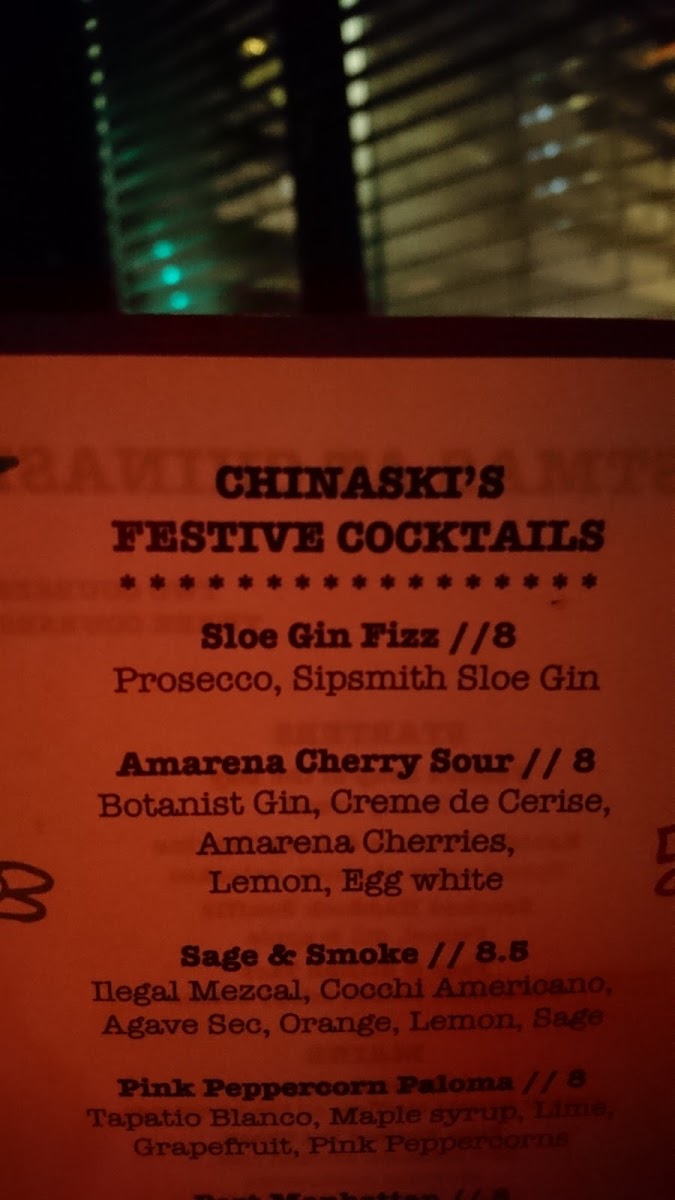 CHINASKI'S
FESTIVE COCKTAILS
* * * * * * * * * * * * * * * * *
Sloe Gin Fizz //8
Prosecco, Sipsmith Sloe Gin
Amarena Cherry Sour // 8
Botanist Gin, Creme de Cerise,
Amarena Cherries,
Lemon, Egg white
Sage & Smoke // 8.5
Ilegal Mezcal, Cocchi Americano,
Agave Sec, Orange, Lemon, Sage
Pink Peppercorn Paloma // 8
Tapatio Blanco, Maple syrup, Lime,
Grapefruit, Pink Peppercorns
Manhattan //